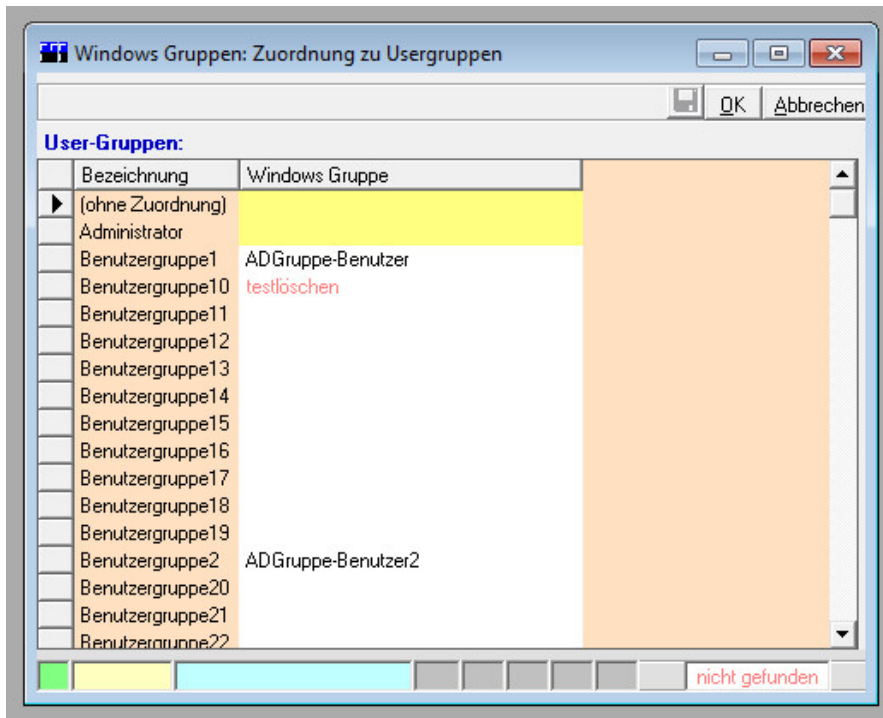 Windows Gruppen: Zuordnung zu Usergruppen
OK Abbrechen
User-Gruppen:
Bezeichnung Windows Gruppe
(ohne Zuordnung)
Administrator
Benutzergruppe1 ADGruppe-Benutzer
Benutzergruppe10 testlöschen
Benutzergruppe11
Benutzergruppe12
Benutzergruppe13
Benutzergruppe14
Benutzergruppe15
Benutzergruppe16
Benutzergruppe17
Benutzergruppe18
Benutzergruppe19
Benutzergruppe2 ADGruppe-Benutzer2
Benutzergruppe20
Benutzergruppe21
Benutzergruppe22
nicht gefunden